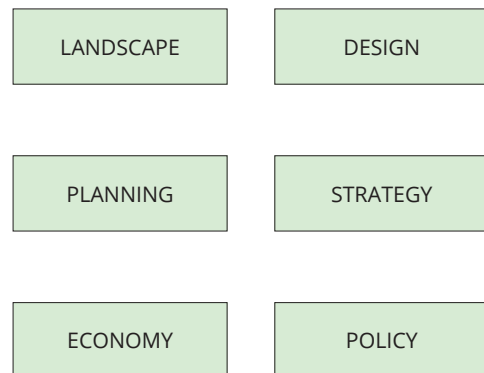 LANDSCAPE
DESIGN
PLANNING
STRATEGY
ECONOMY
POLICY